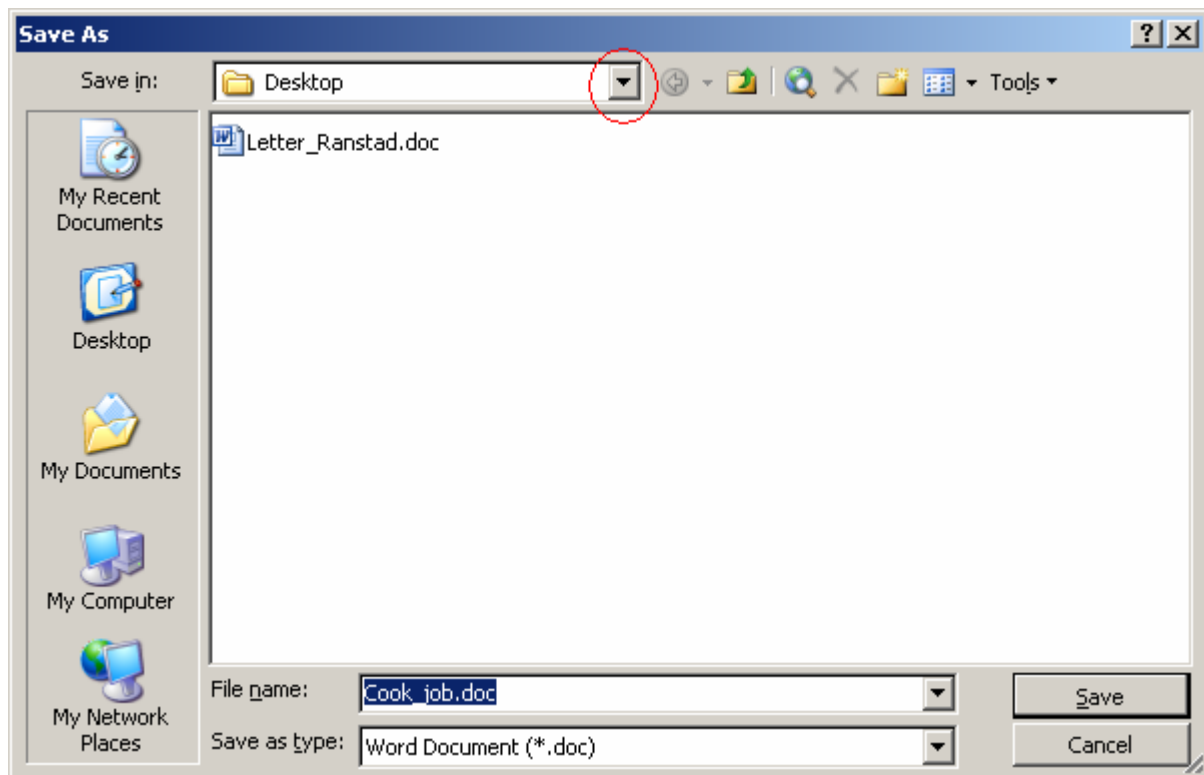 Save As
Save in:
Desktop
Tools
Letter_Ranstad.doc
My Recent
Documents
Desktop
My Documents
My Computer
My Network
Places
File name:
Cook_job.doc
Save
Save as type:
Word Document (*.doc)
Cancel